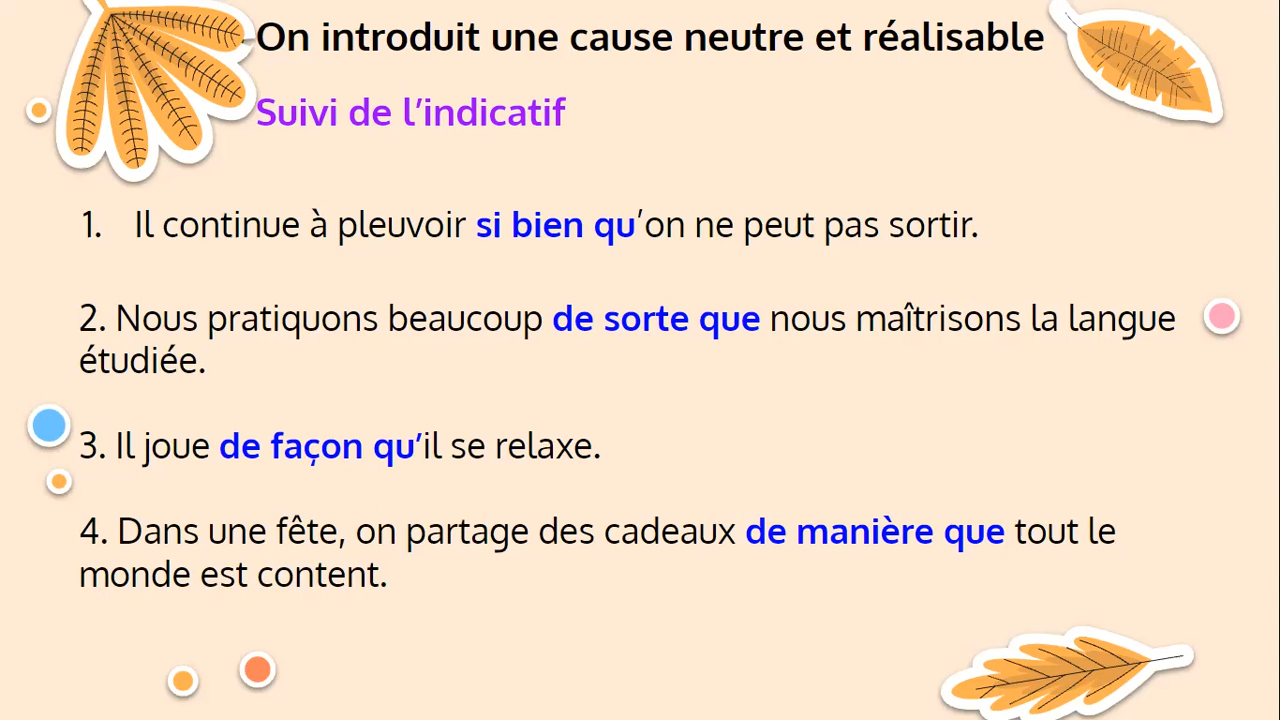 On introduit une cause neutre et réalisable
Suivi de l’indicatif
1. Il continue à pleuvoir si bien qu’on ne peut pas sortir.
2. Nous pratiquons beaucoup de sorte que nous maîtrisons la langue
étudiée.
3. Il joue de façon qu’il se relaxe.
4. Dans une fête, on partage des cadeaux de manière que tout le
monde est content.